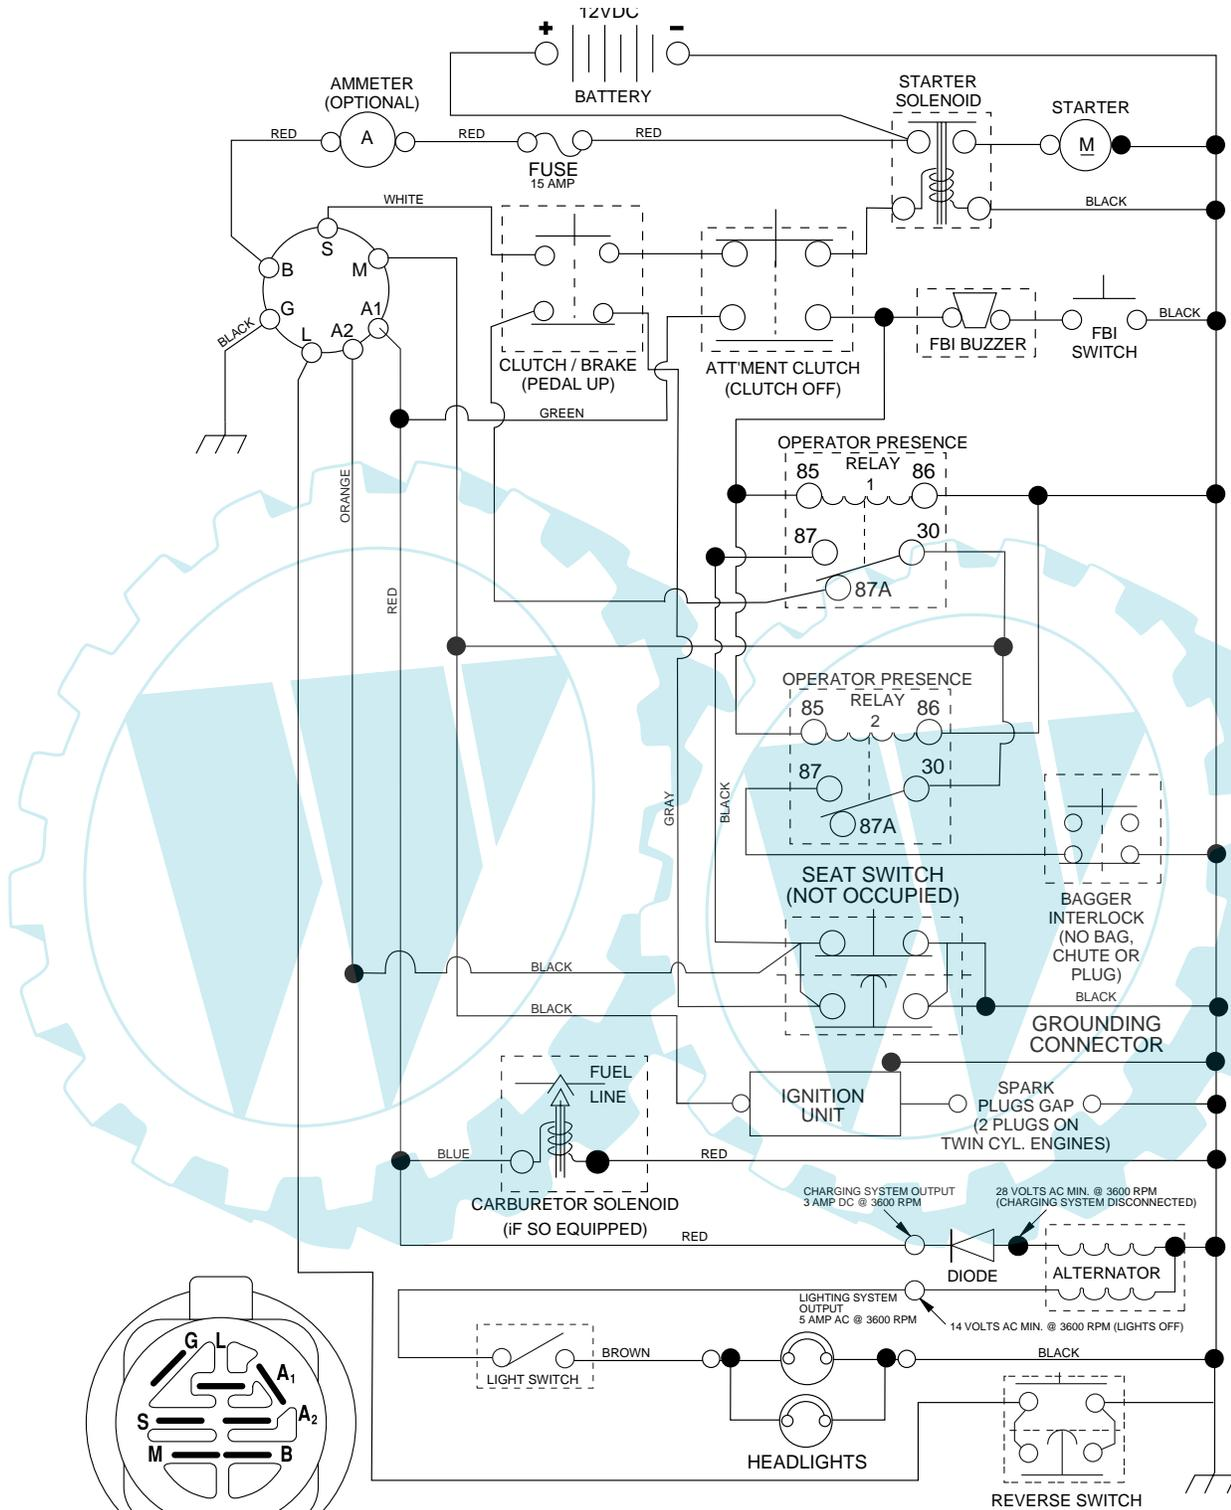 12VDC
+
-
BATTERY
AMMETER
(OPTIONAL)
A
RED
RED
FUSE
15 AMP
RED
STARTER
SOLENOID
STARTER
M
BLACK
WHITE
S
B
M
G
A1
L
A2
BLACK
CLUTCH / BRAKE
(PEDAL UP)
ATT'MENT CLUTCH
(CLUTCH OFF)
FBI BUZZER
FBI
SWITCH
BLACK
GREEN
ORANGE
RED
OPERATOR PRESENCE
RELAY
1
85
86
87
30
87A
OPERATOR PRESENCE
RELAY
2
85
86
87
30
87A
GRAY
BLACK
SEAT SWITCH
(NOT OCCUPIED)
BAGGER
INTERLOCK
(NO BAG,
CHUTE OR
PLUG)
BLACK
BLACK
BLACK
GROUNDING
CONNECTOR
FUEL
LINE
IGNITION
UNIT
SPARK
PLUGS GAP
(2 PLUGS ON
TWIN CYL. ENGINES)
BLUE
RED
CARBURETOR SOLENOID
(iF SO EQUIPPED)
CHARGING SYSTEM OUTPUT
3 AMP DC @ 3600 RPM
28 VOLTS AC MIN. @ 3600 RPM
(CHARGING SYSTEM DISCONNECTED)
RED
DIODE
ALTERNATOR
LIGHTING SYSTEM
OUTPUT
5 AMP AC @ 3600 RPM
14 VOLTS AC MIN. @ 3600 RPM (LIGHTS OFF)
LIGHT SWITCH
BROWN
BLACK
HEADLIGHTS
REVERSE SWITCH
G L
A1
S
A2
M
B